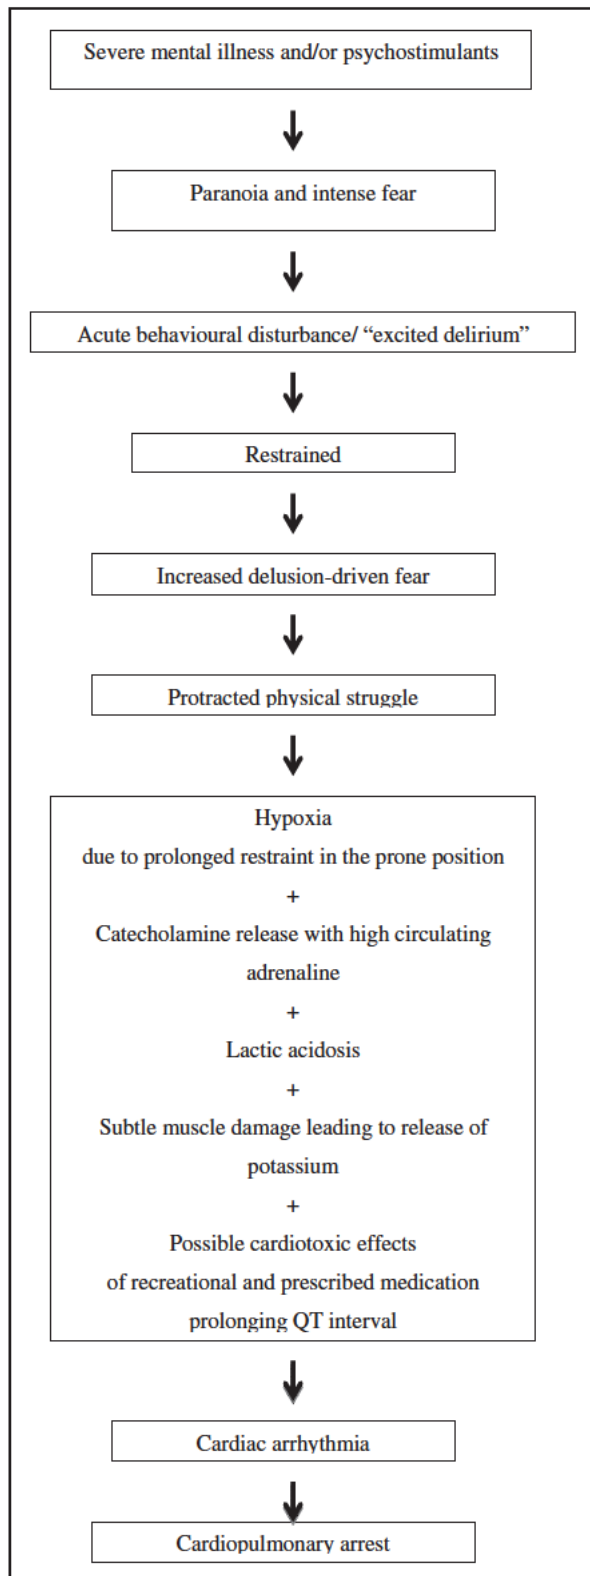 Severe mental illness and/or psychostimulants
Paranoia and intense fear
Acute behavioural disturbance/ “excited delirium”
Restrained
Increased delusion-driven fear
Protracted physical struggle
Hypoxia
due to prolonged restraint in the prone position
+
Catecholamine release with high circulating
adrenaline
+
Lactic acidosis
+
Subtle muscle damage leading to release of
potassium
+
Possible cardiotoxic effects
of recreational and prescribed medication
prolonging QT interval
Cardiac arrhythmia
Cardiopulmonary arrest